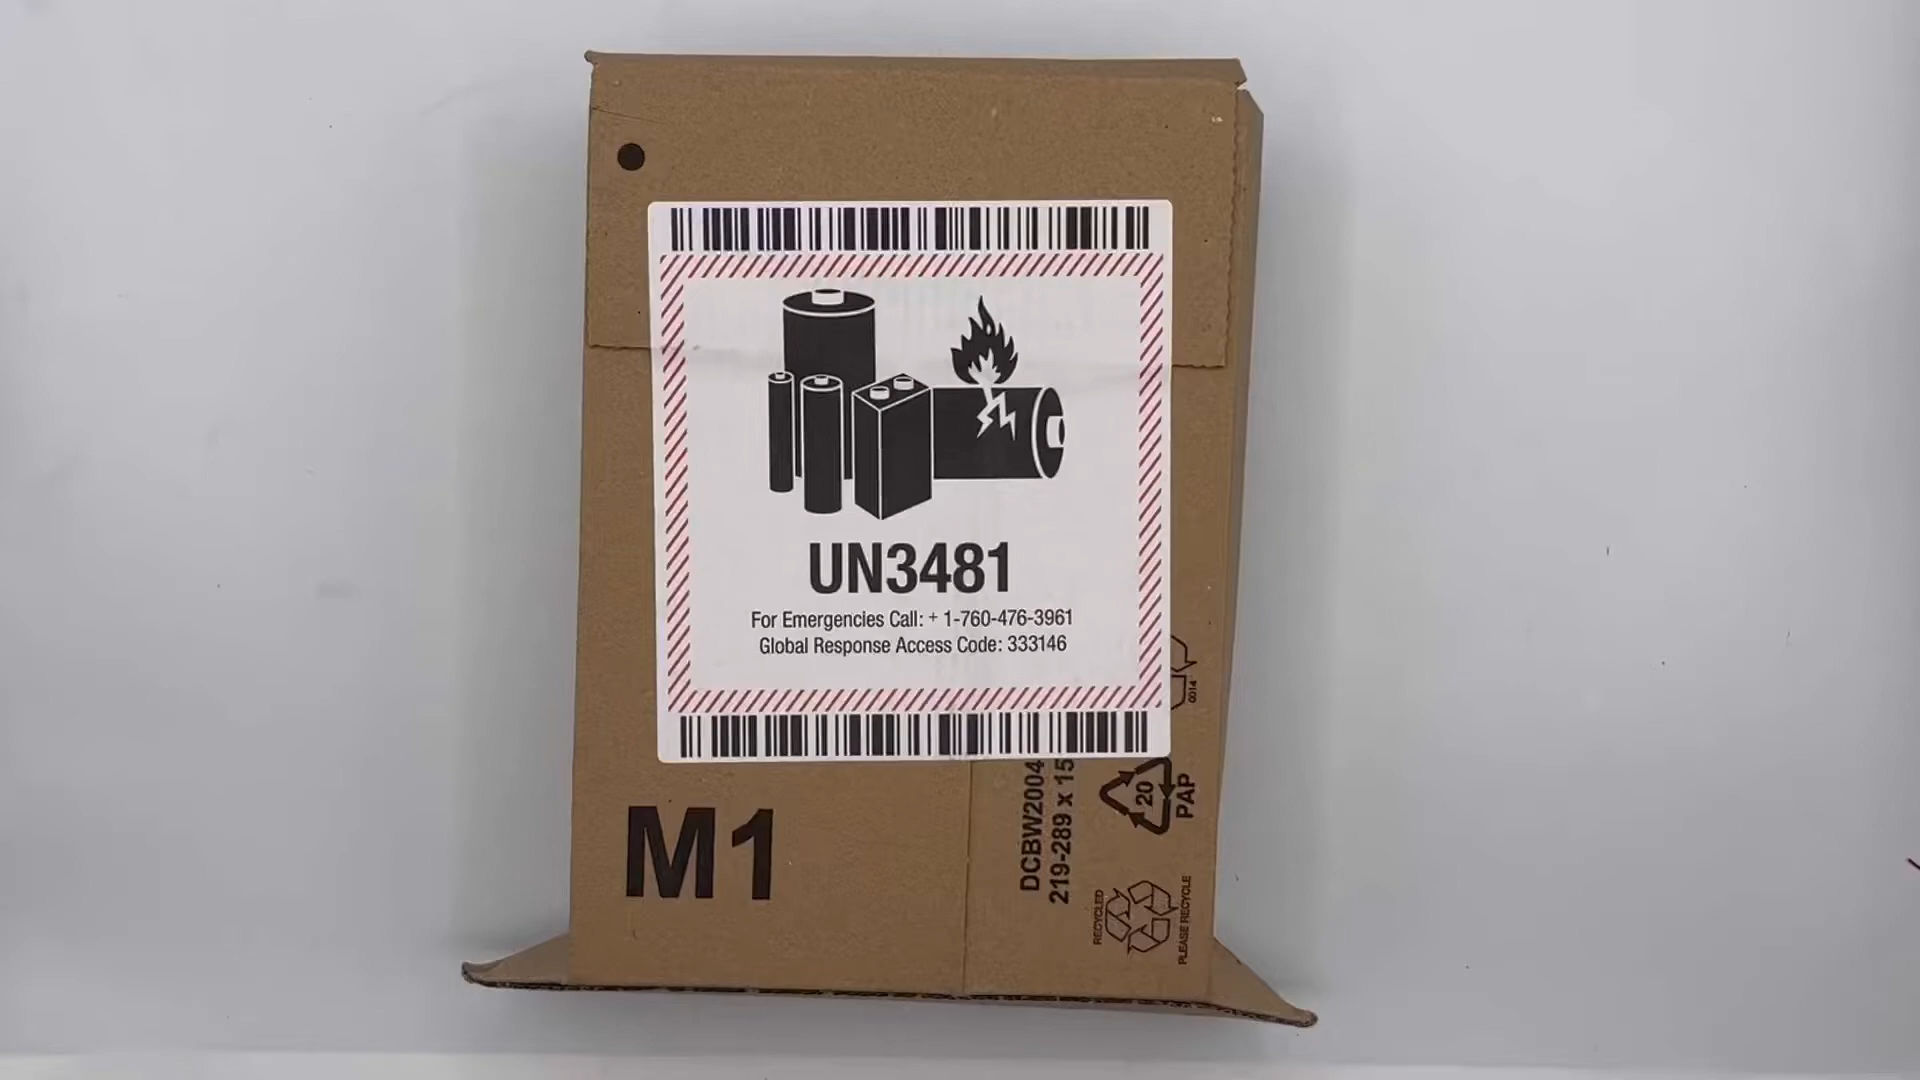 UN3481
For Emergencies Call: + 1-760-476-3961
Global Response Access Code: 333146
0014
M1
DCBW2004
219-289 x 15
20
PAP
RECYCLED
PLEASE RECYCLE